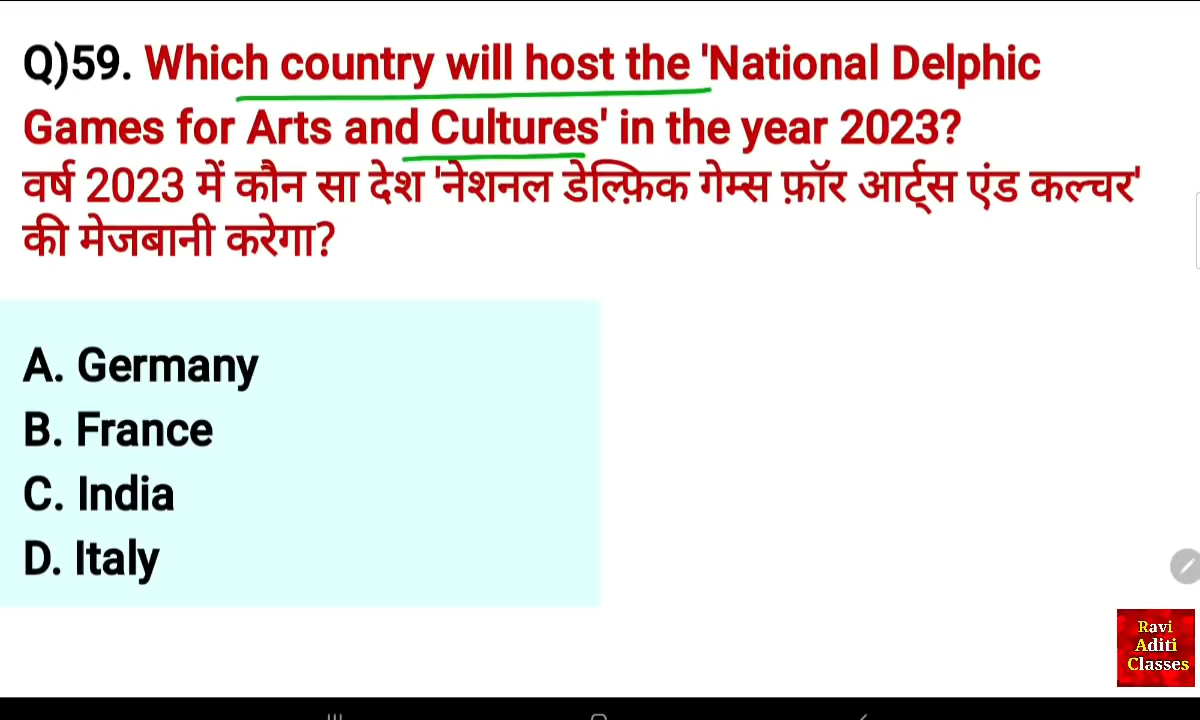 Q)59. Which country will host the 'National Delphic
Games for Arts and Cultures' in the year 2023?
वर्ष 2023 में कौन सा देश 'नेशनल डेल्फ़िक गेम्स फ़ॉर आर्ट्स एंड कल्चर'
की मेजबानी करेगा?
A. Germany
B. France
C. India
D. Italy
Ravi
Aditi
Classes